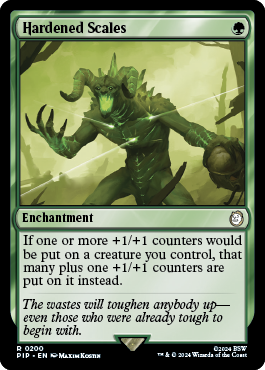 Hardened Scales
Enchantment
If one or more +1/+1 counters would
be put on a creature you control, that
many plus one +1/+1 counters are
put on it instead.
The wastes will toughen anybody up—
even those who were already tough to
begin with.
R 0200
PIP • EN MAXIM KOSTIN
©2024 BSW
™ & © 2024 Wizards of the Coast